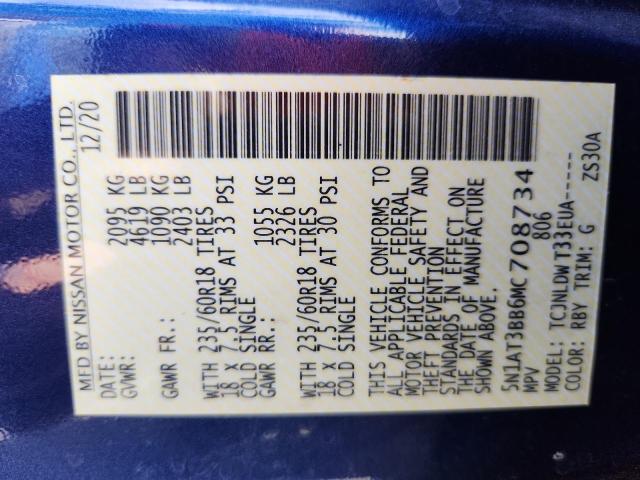 MFD BY NISSAN MOTOR CO., LTD.
DATE: 12/20
GVWR: 2095 KG
4619 LB
GAWR FR.: 1090 KG
2403 LB
WITH 235/60R18 TIRES
18 X 7.5 RIMS AT 33 PSI
COLD SINGLE
GAWR RR.: 1055 KG
2326 LB
WITH 235/60R18 TIRES
18 X 7.5 RIMS AT 30 PSI
COLD SINGLE
THIS VEHICLE CONFORMS TO
ALL APPLICABLE FEDERAL
MOTOR VEHICLE SAFETY AND
THEFT PREVENTION
STANDARDS IN EFFECT ON
THE DATE OF MANUFACTURE
SHOWN ABOVE.
5N1AT3BB6MC708734
MPV 806
MODEL: TCJNLDWT33EUA-----
COLOR: RBY TRIM: G ZS30A